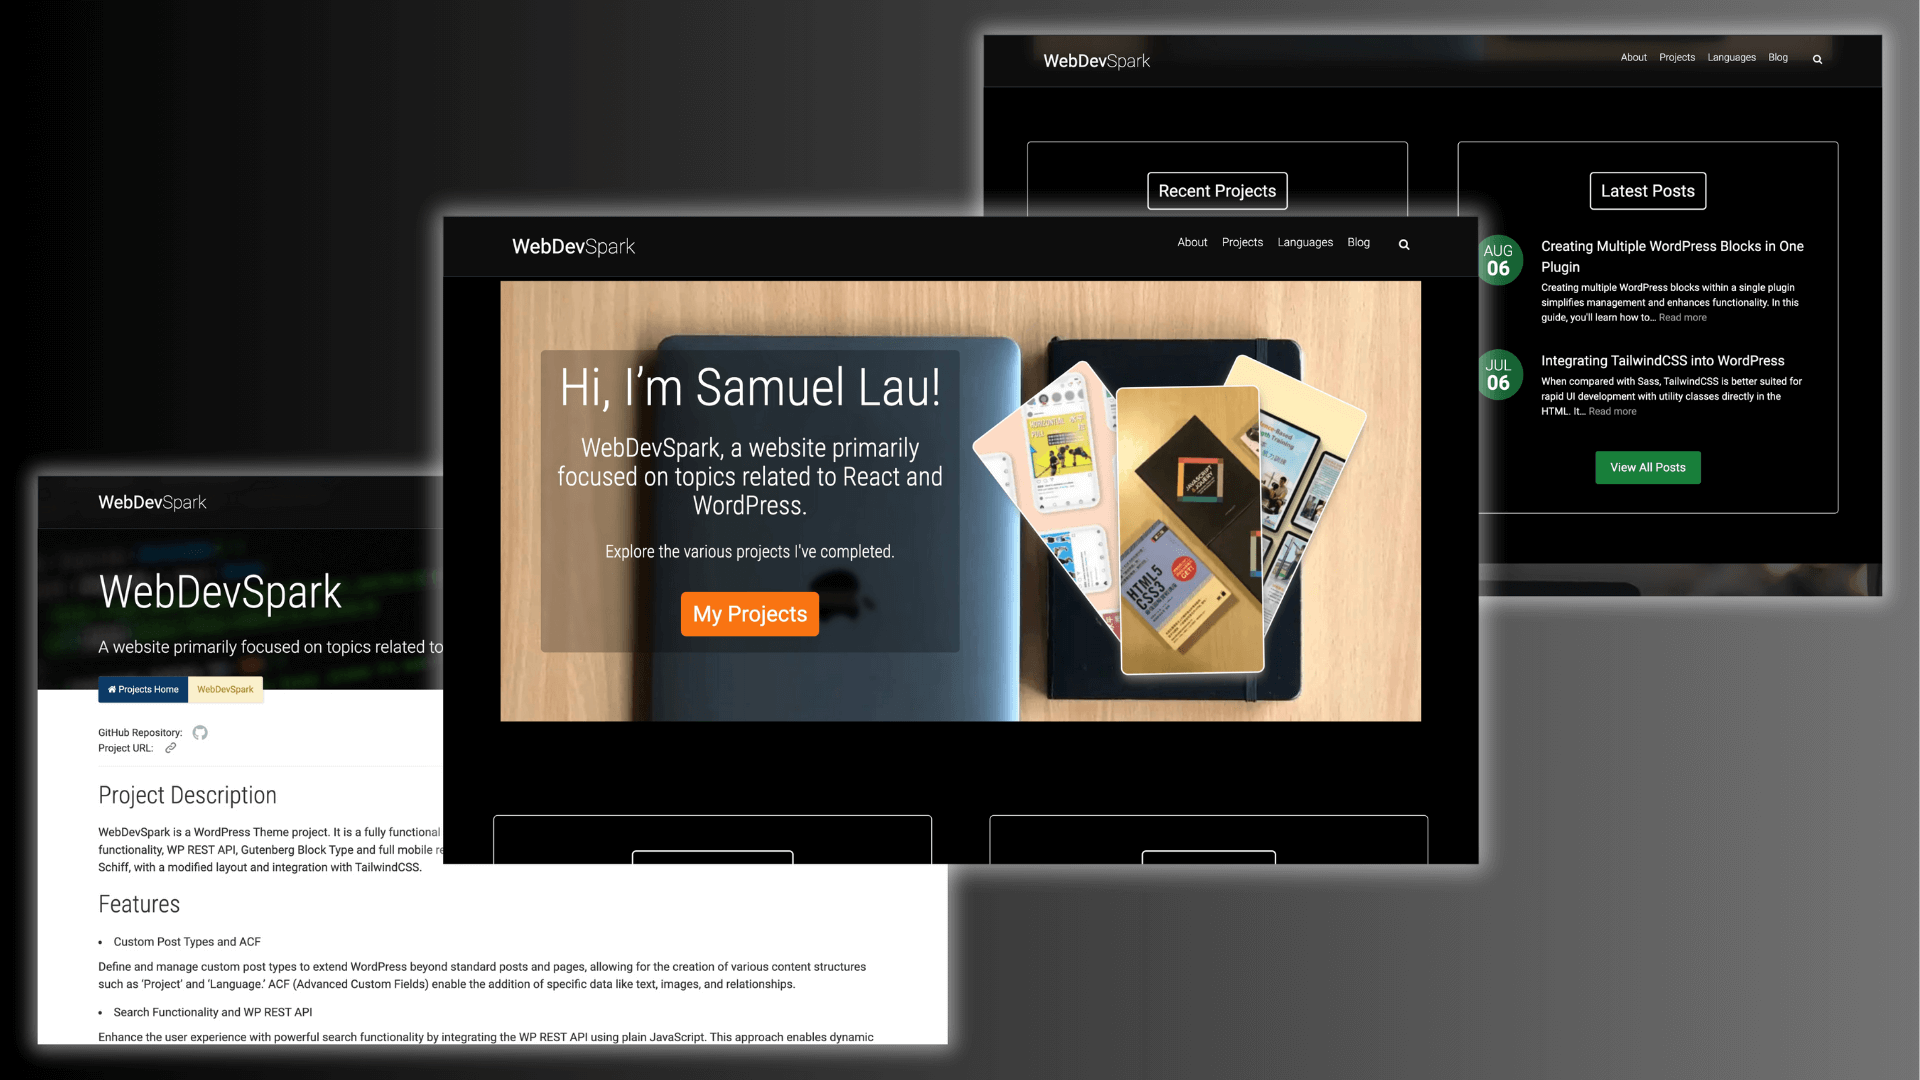 WebDevSpark
About Projects Languages Blog
Recent Projects
Latest Posts
AUG
06
Creating Multiple WordPress Blocks in One
Plugin
Creating multiple WordPress blocks within a single plugin
simplifies management and enhances functionality. In this
guide, you'll learn how to... Read more
JUL
06
Integrating TailwindCSS into WordPress
When compared with Sass, TailwindCSS is better suited for
rapid UI development with utility classes directly in the
HTML. It... Read more
View All Posts
WebDevSpark
About Projects Languages Blog
Hi, I’m Samuel Lau!
WebDevSpark, a website primarily
focused on topics related to React and
WordPress.
Explore the various projects I've completed.
My Projects
JAVASCRIPT
& JQUERY
HTML5
CSS3
WebDevSpark
WebDevSpark
A website primarily focused on topics related to
Projects Home WebDevSpark
GitHub Repository:
Project URL:
Project Description
WebDevSpark is a WordPress Theme project. It is a fully functional
functionality, WP REST API, Gutenberg Block Type and full mobile re
Schiff, with a modified layout and integration with TailwindCSS.
Features
• Custom Post Types and ACF
Define and manage custom post types to extend WordPress beyond standard posts and pages, allowing for the creation of various content structures
such as ‘Project’ and ‘Language.’ ACF (Advanced Custom Fields) enable the addition of specific data like text, images, and relationships.
• Search Functionality and WP REST API
Enhance the user experience with powerful search functionality by integrating the WP REST API using plain JavaScript. This approach enables dynamic